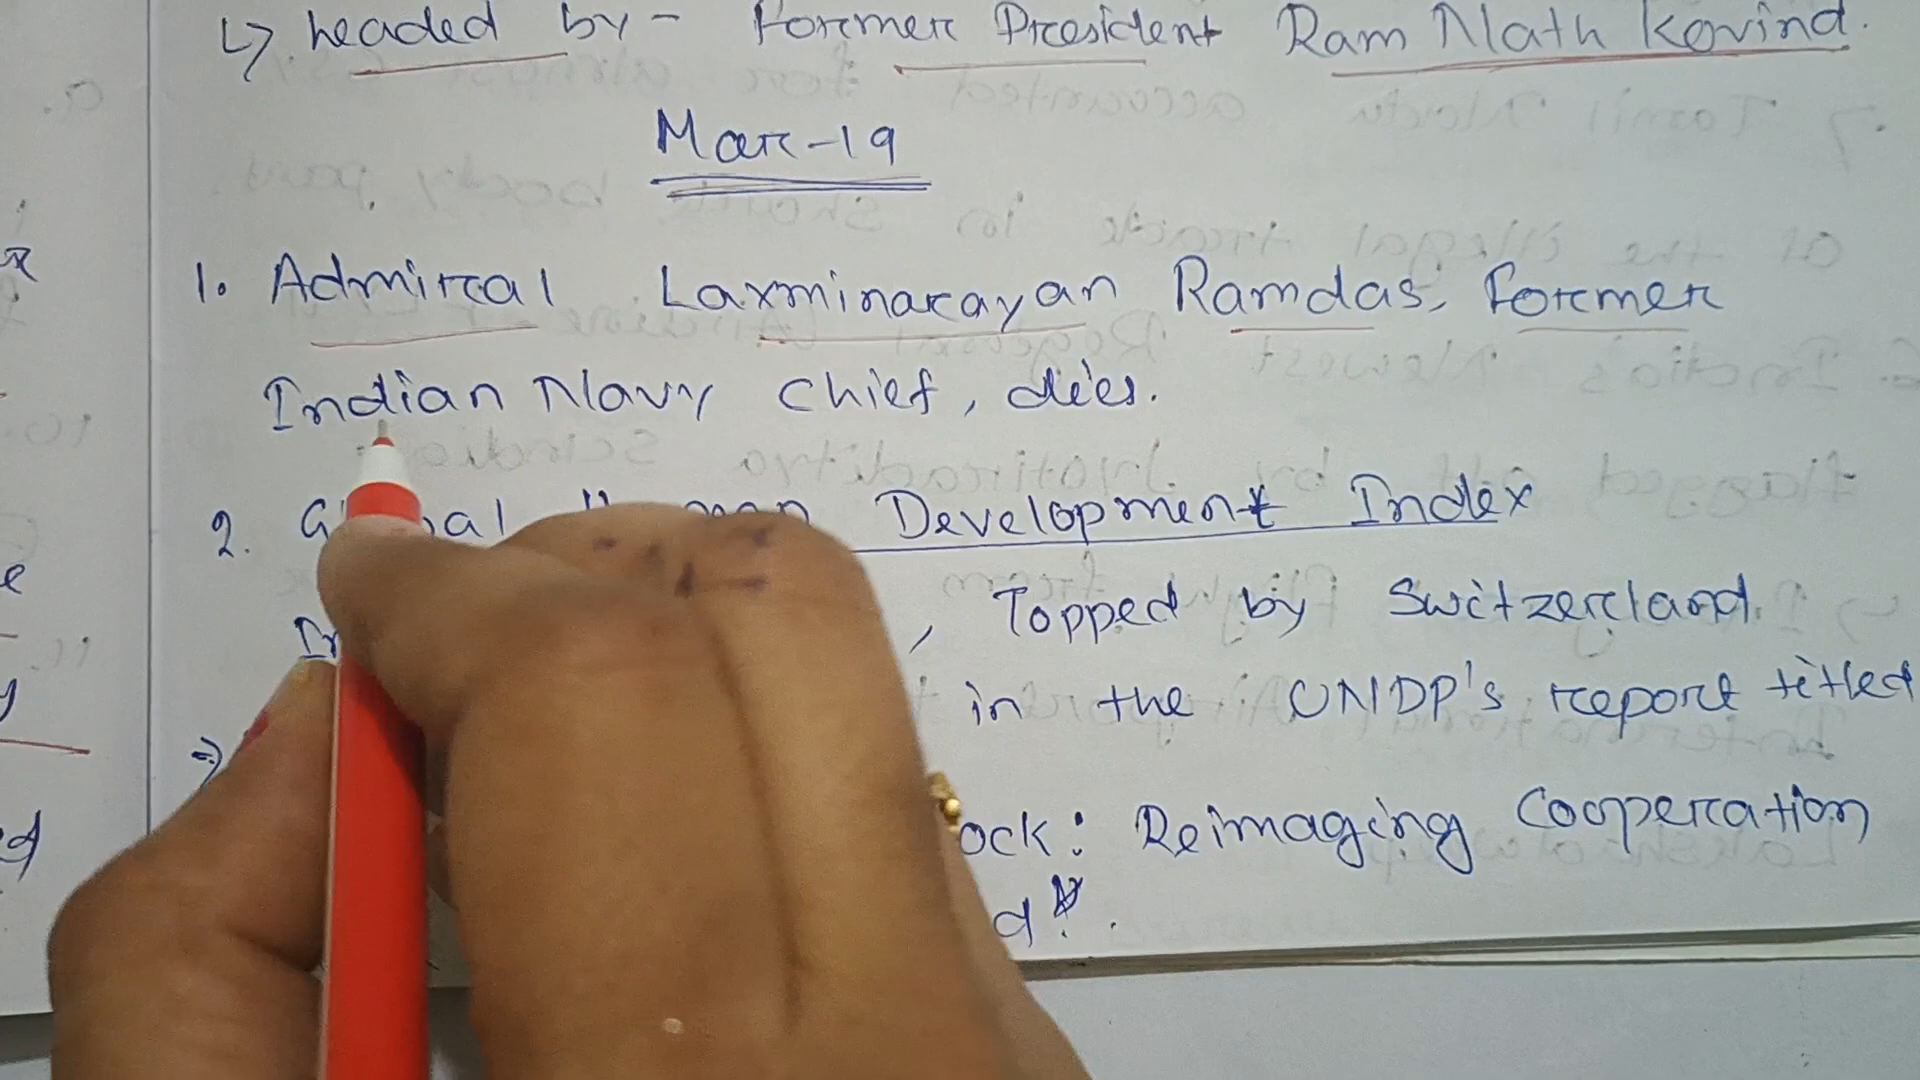 ↳ headed by - Former President Ram Nath Kovind.
Mar-19
1. Admiral Laxminarayan Ramdas, Former
Indian Navy chief, dies.
2. Development Index
, Topped by Switzerland.
in the UNDP's report titled
ock: Reimaging Cooperation
d".